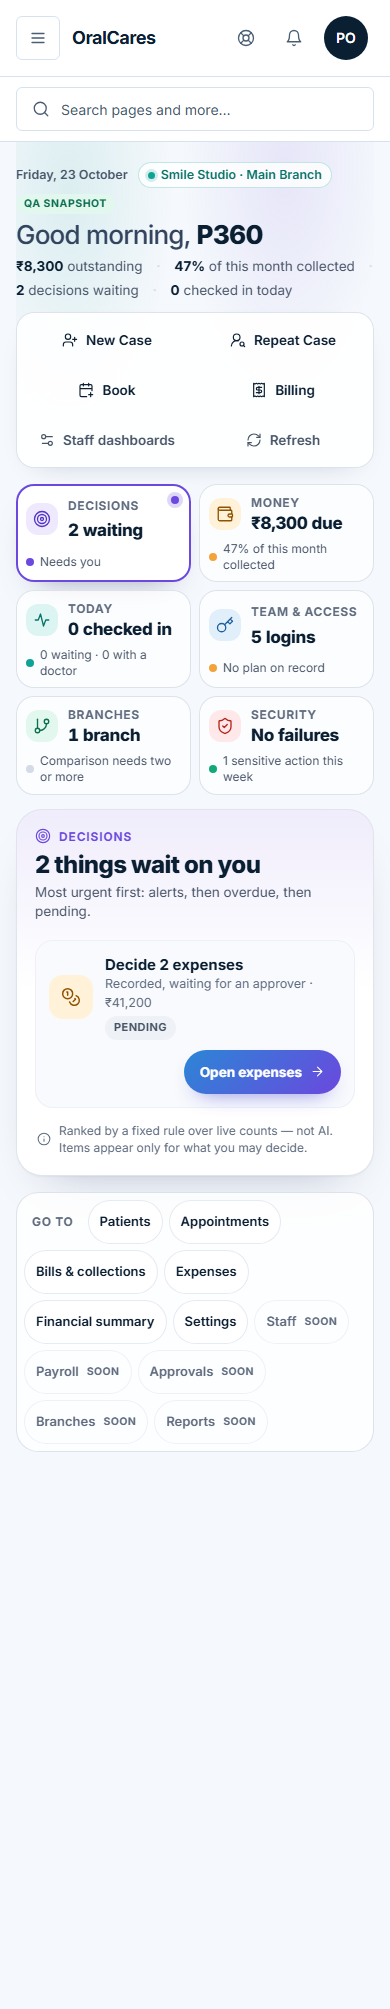 OralCares
PO
Search pages and more...
Friday, 23 October
Smile Studio · Main Branch
QA SNAPSHOT
Good morning, P360
₹8,300 outstanding · 47% of this month collected ·
2 decisions waiting · 0 checked in today
New Case
Repeat Case
Book
Billing
Staff dashboards
Refresh
DECISIONS
2 waiting
Needs you
MONEY
₹8,300 due
47% of this month
collected
TODAY
0 checked in
0 waiting · 0 with a
doctor
TEAM & ACCESS
5 logins
No plan on record
BRANCHES
1 branch
Comparison needs two
or more
SECURITY
No failures
1 sensitive action this
week
DECISIONS
2 things wait on you
Most urgent first: alerts, then overdue, then
pending.
Decide 2 expenses
Recorded, waiting for an approver ·
₹41,200
PENDING
Open expenses
Ranked by a fixed rule over live counts — not AI.
Items appear only for what you may decide.
GO TO
Patients
Appointments
Bills & collections
Expenses
Financial summary
Settings
Staff SOON
Payroll SOON
Approvals SOON
Branches SOON
Reports SOON